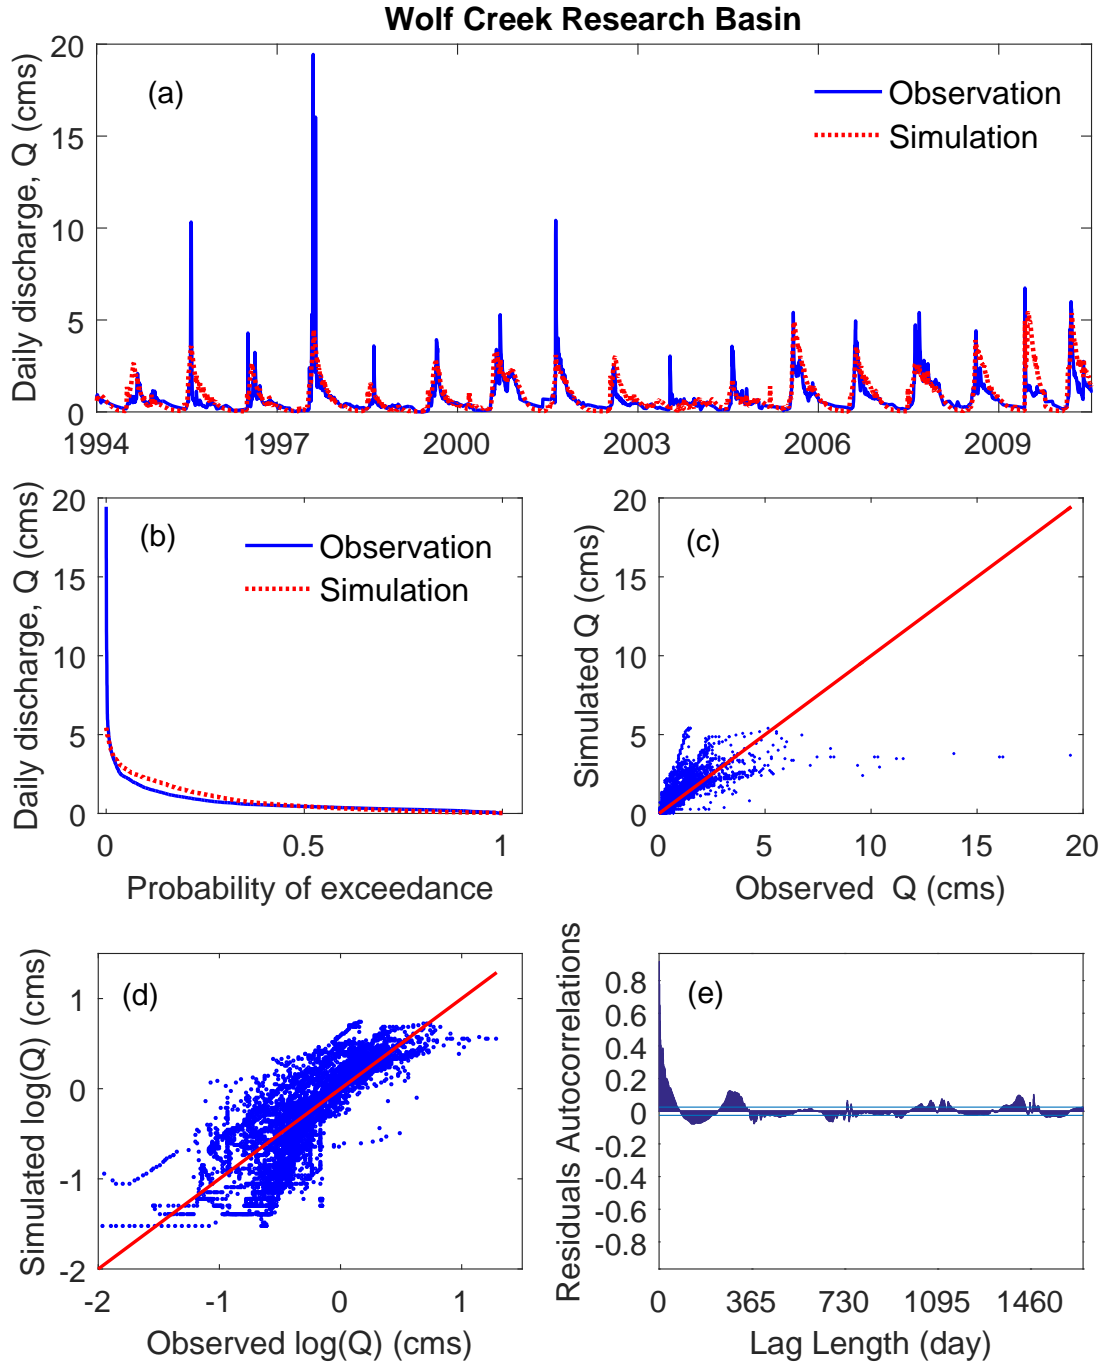 Wolf Creek Research Basin
Daily discharge, Q (cms)
20
15
10
5
0
(a)
Observation
Simulation
1994 1997 2000 2003 2006 2009
Daily discharge, Q (cms)
20
15
10
5
0
(b)
Observation
Simulation
0 0.5 1
Probability of exceedance
Simulated Q (cms)
20
15
10
5
0
(c)
0 5 10 15 20
Observed Q (cms)
Simulated log(Q) (cms)
1
0
-1
-2
(d)
-2 -1 0 1
Observed log(Q) (cms)
Residuals Autocorrelations
0.8
0.6
0.4
0.2
0
-0.2
-0.4
-0.6
-0.8
(e)
0 365 730 1095 1460
Lag Length (day)